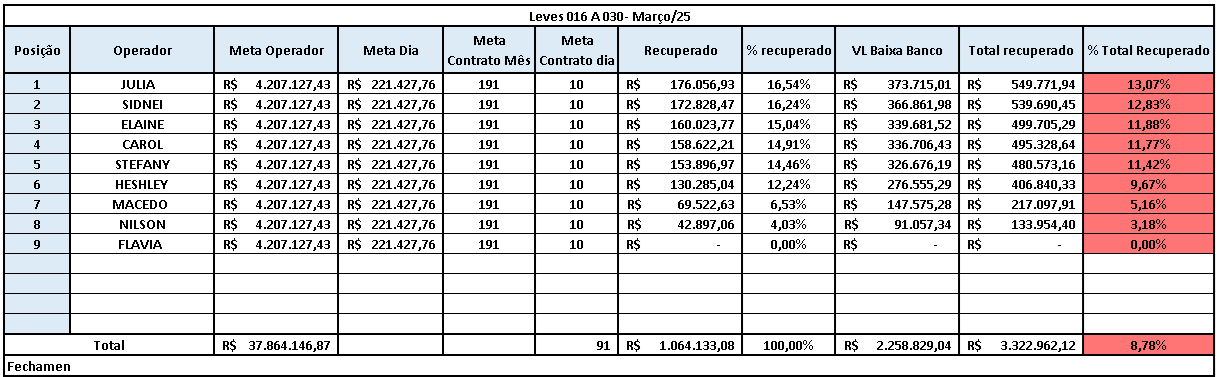 Leves 016 A 030- Março/25
Posição Operador Meta Operador Meta Dia Meta Contrato Mês Meta Contrato dia Recuperado % recuperado VL Baixa Banco Total recuperado % Total Recuperado
1 JULIA R$ 4.207.127,43 R$ 221.427,76 191 10 R$ 176.056,93 16,54% R$ 373.715,01 R$ 549.771,94 13,07%
2 SIDNEI R$ 4.207.127,43 R$ 221.427,76 191 10 R$ 172.828,47 16,24% R$ 366.861,98 R$ 539.690,45 12,83%
3 ELAINE R$ 4.207.127,43 R$ 221.427,76 191 10 R$ 160.023,77 15,04% R$ 339.681,52 R$ 499.705,29 11,88%
4 CAROL R$ 4.207.127,43 R$ 221.427,76 191 10 R$ 158.622,21 14,91% R$ 336.706,43 R$ 495.328,64 11,77%
5 STEFANY R$ 4.207.127,43 R$ 221.427,76 191 10 R$ 153.896,97 14,46% R$ 326.676,19 R$ 480.573,16 11,42%
6 HESHLEY R$ 4.207.127,43 R$ 221.427,76 191 10 R$ 130.285,04 12,24% R$ 276.555,29 R$ 406.840,33 9,67%
7 MACEDO R$ 4.207.127,43 R$ 221.427,76 191 10 R$ 69.522,63 6,53% R$ 147.575,28 R$ 217.097,91 5,16%
8 NILSON R$ 4.207.127,43 R$ 221.427,76 191 10 R$ 42.897,06 4,03% R$ 91.057,34 R$ 133.954,40 3,18%
9 FLAVIA R$ 4.207.127,43 R$ 221.427,76 191 10 R$ - 0,00% R$ - R$ - 0,00%
Total R$ 37.864.146,87 91 R$ 1.064.133,08 100,00% R$ 2.258.829,04 R$ 3.322.962,12 8,78%
Fechamen